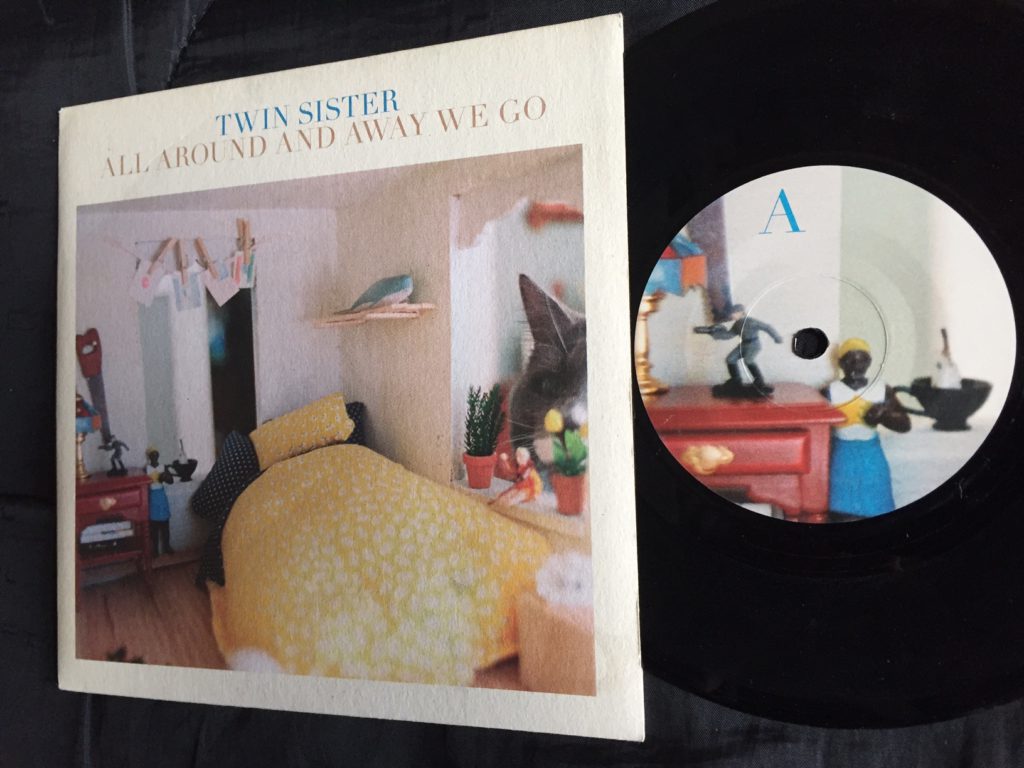 TWIN SISTER
ALL AROUND AND AWAY WE GO
A